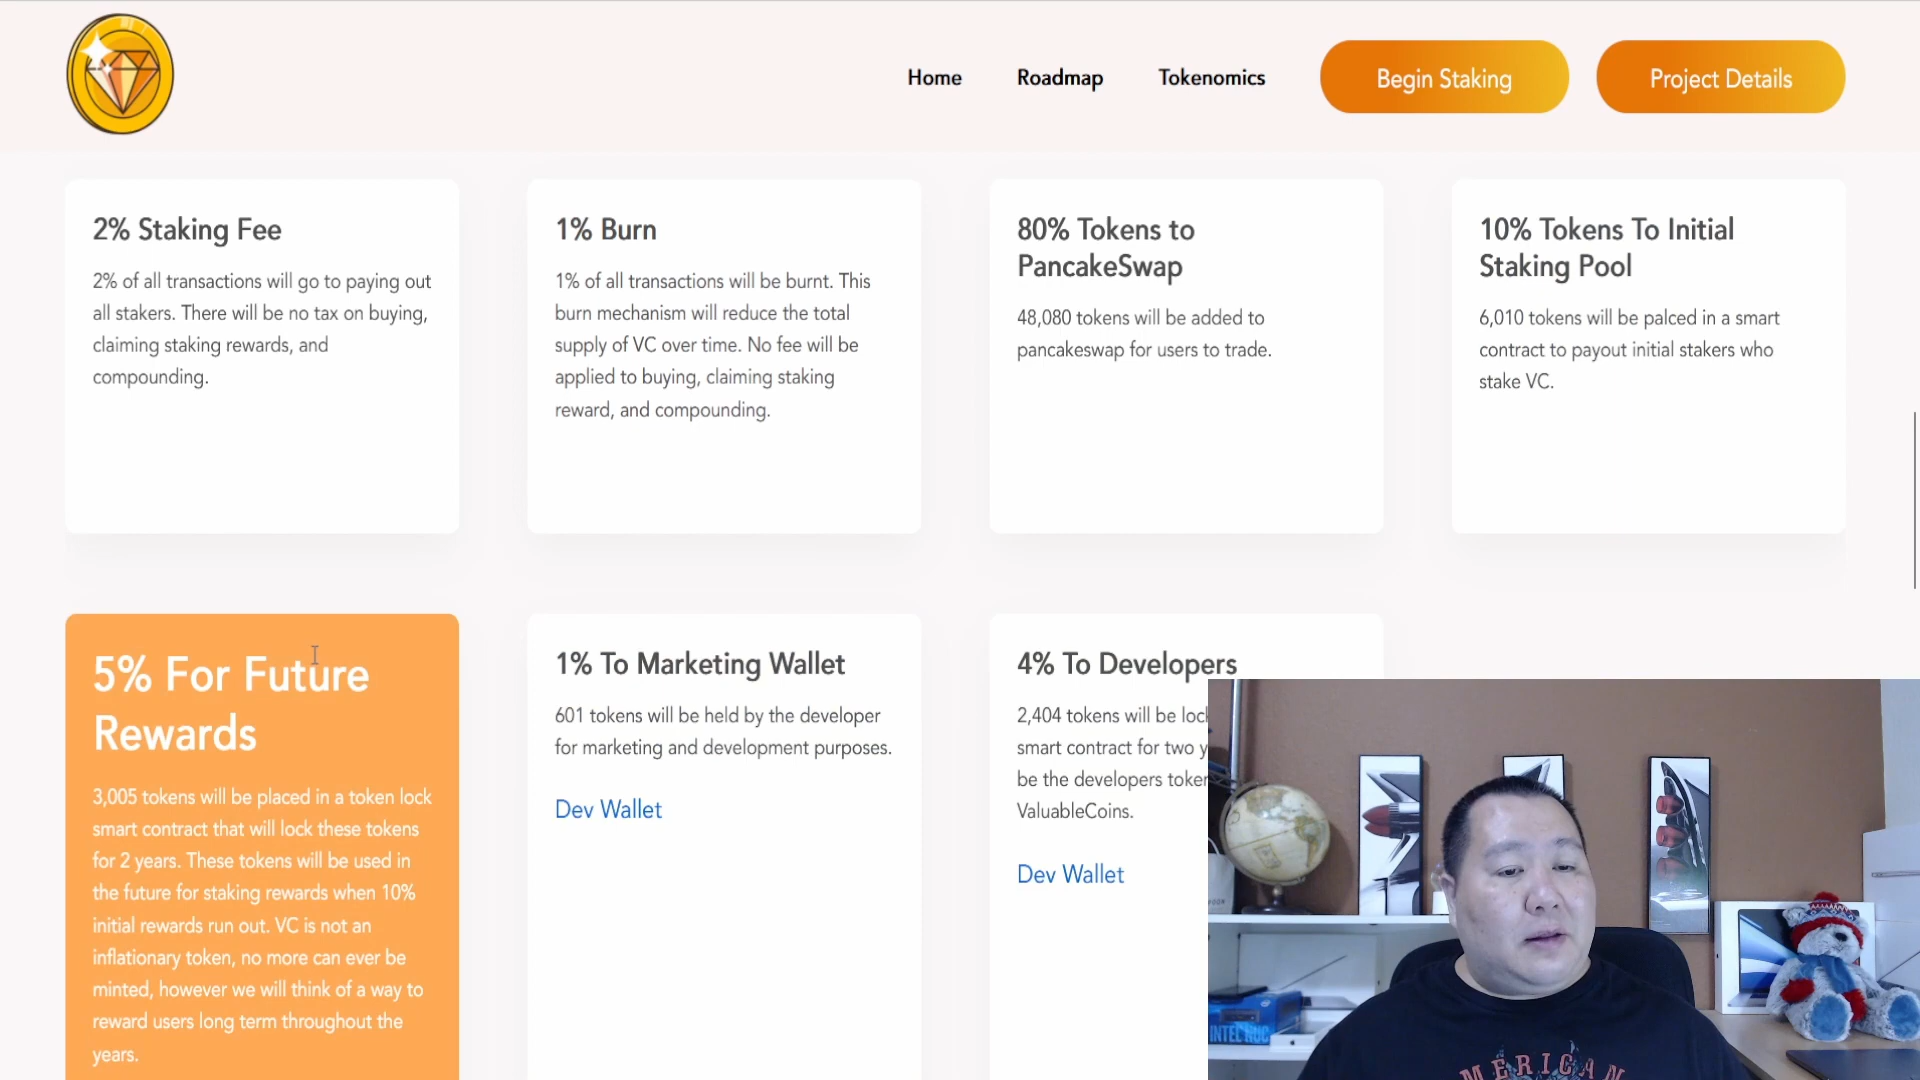 Home
Roadmap
Tokenomics
Begin Staking
Project Details
2% Staking Fee
2% of all transactions will go to paying out
all stakers. There will be no tax on buying,
claiming staking rewards, and
compounding.
1% Burn
1% of all transactions will be burnt. This
burn mechanism will reduce the total
supply of VC over time. No fee will be
applied to buying, claiming staking
reward, and compounding.
80% Tokens to
PancakeSwap
48,080 tokens will be added to
pancakeswap for users to trade.
10% Tokens To Initial
Staking Pool
6,010 tokens will be palced in a smart
contract to payout initial stakers who
stake VC.
5% For Future
Rewards
3,005 tokens will be placed in a token lock
smart contract that will lock these tokens
for 2 years. These tokens will be used in
the future for staking rewards when 10%
initial rewards run out. VC is not an
inflationary token, no more can ever be
minted, however we will think of a way to
reward users long term throughout the
years.
1% To Marketing Wallet
601 tokens will be held by the developer
for marketing and development purposes.
Dev Wallet
4% To Developers
2,404 tokens will be
smart contract for two
be the developers
ValuableCoins.
Dev Wallet
INTEL NUC
MERICAN